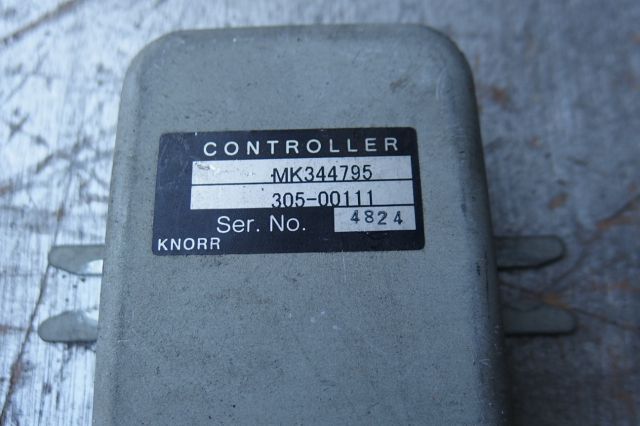 CONTROLLER
MK344795
305-00111
Ser. No. 4824
KNORR